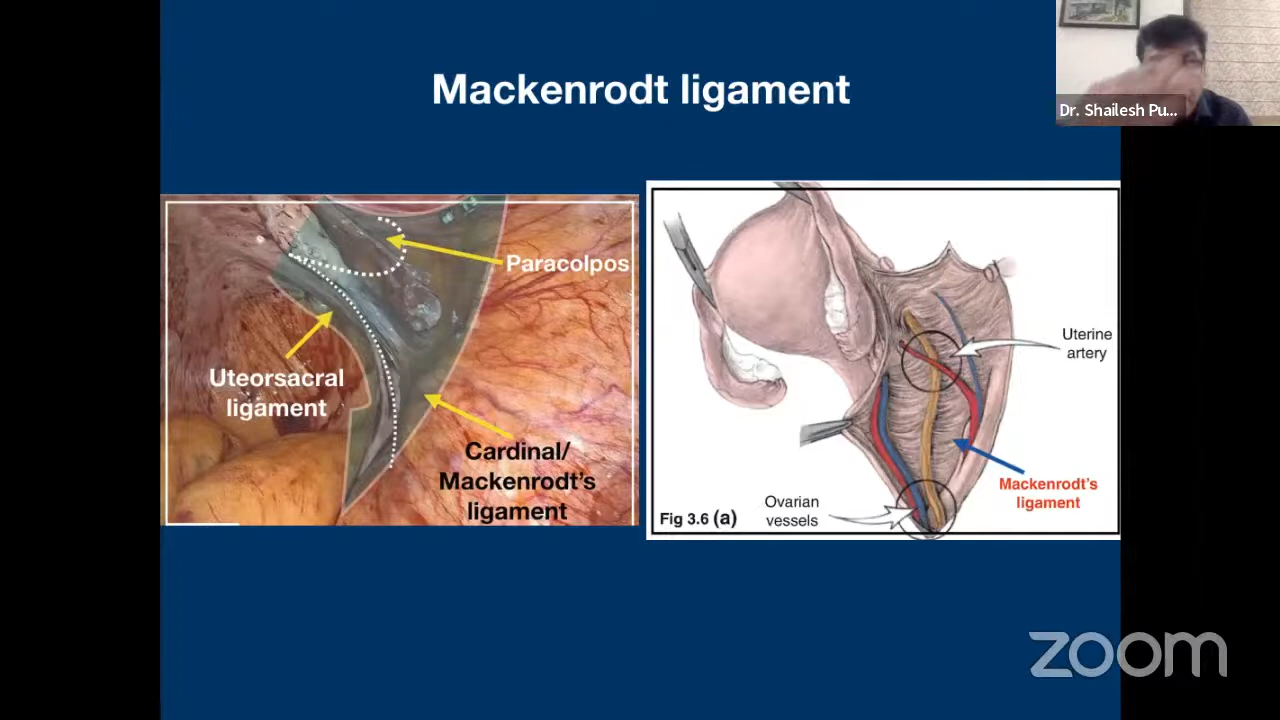 Mackenrodt ligament
Dr. Shailesh Pu...
Paracolpos
Uteorsacral
ligament
Cardinal/
Mackenrodt's
ligament
Uterine
artery
Mackenrodt's
ligament
Ovarian
vessels
Fig 3.6 (a)
zoom